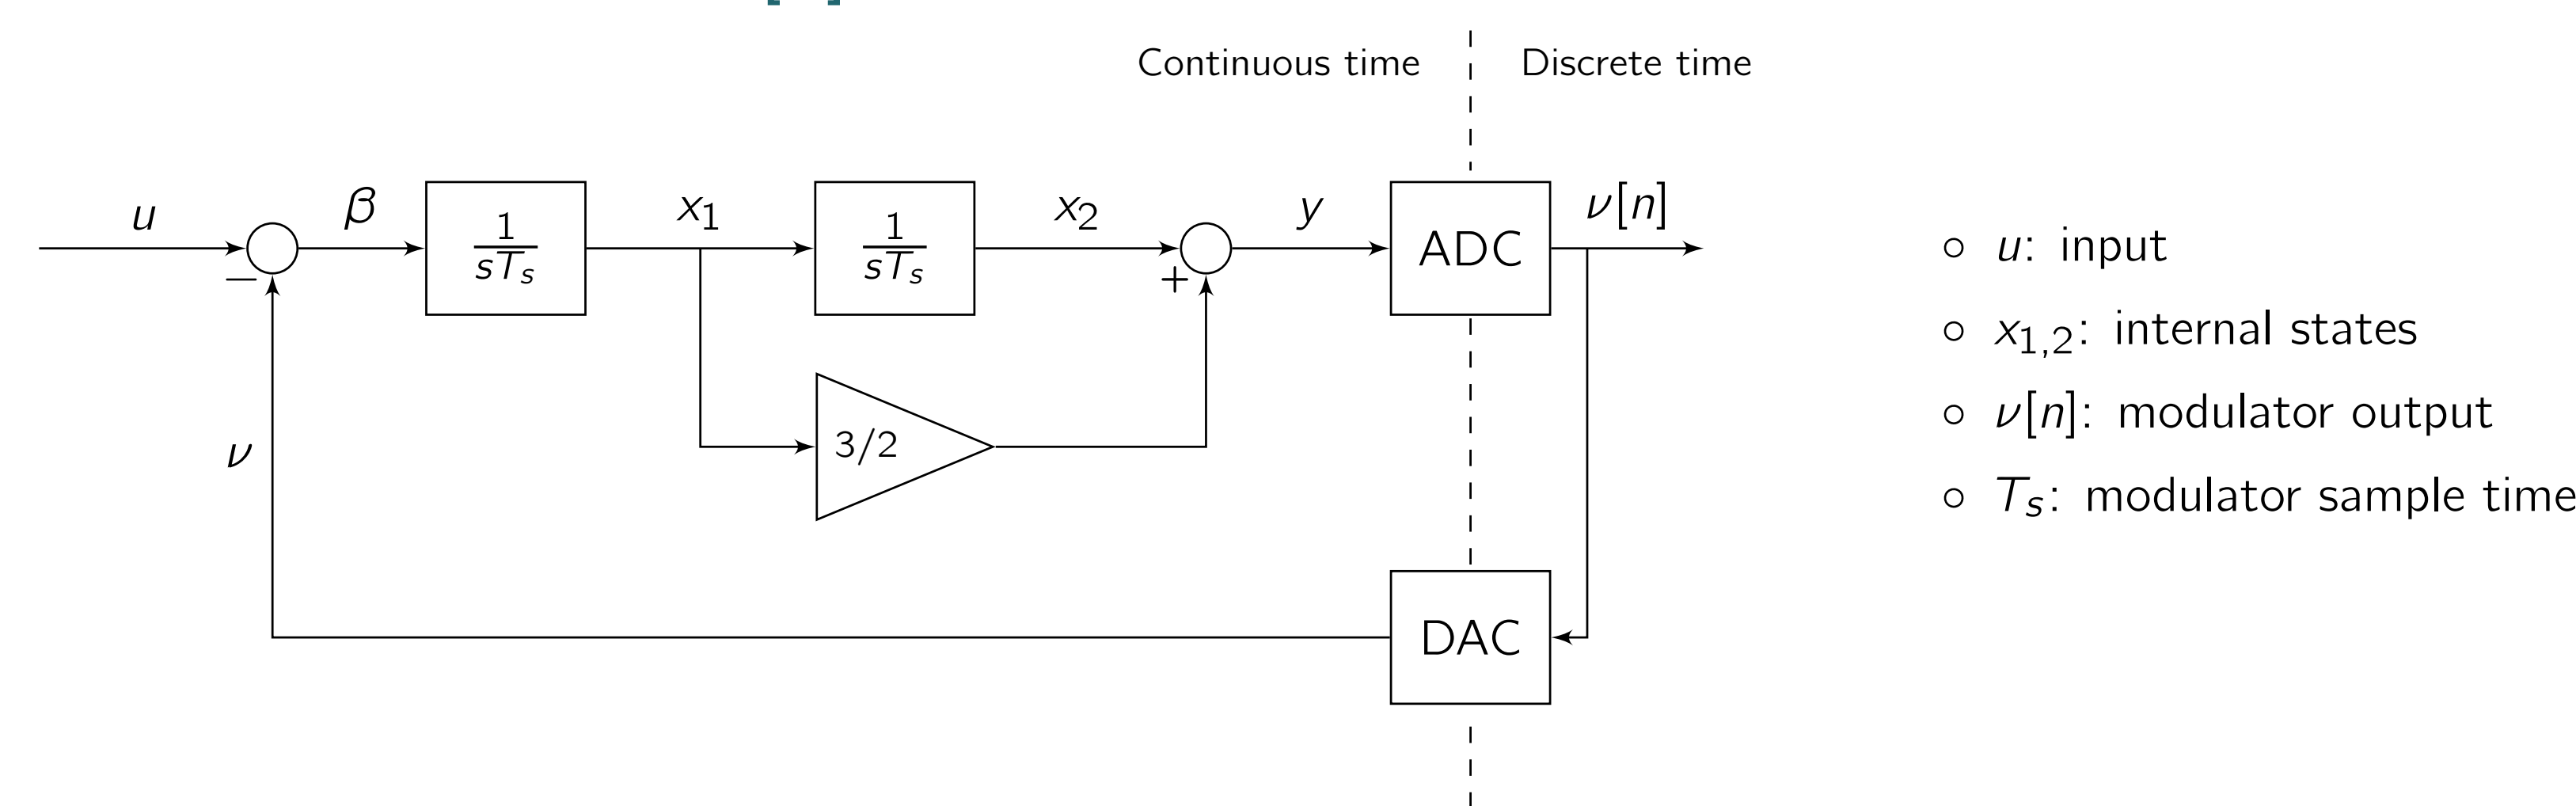 Continuous time
Discrete time
u
β
1
sTₛ
x₁
1
sTₛ
x₂
y
ADC
ν[n]
−
+
3/2
ν
DAC
○ u: input
○ x₁,₂: internal states
○ ν[n]: modulator output
○ Tₛ: modulator sample time